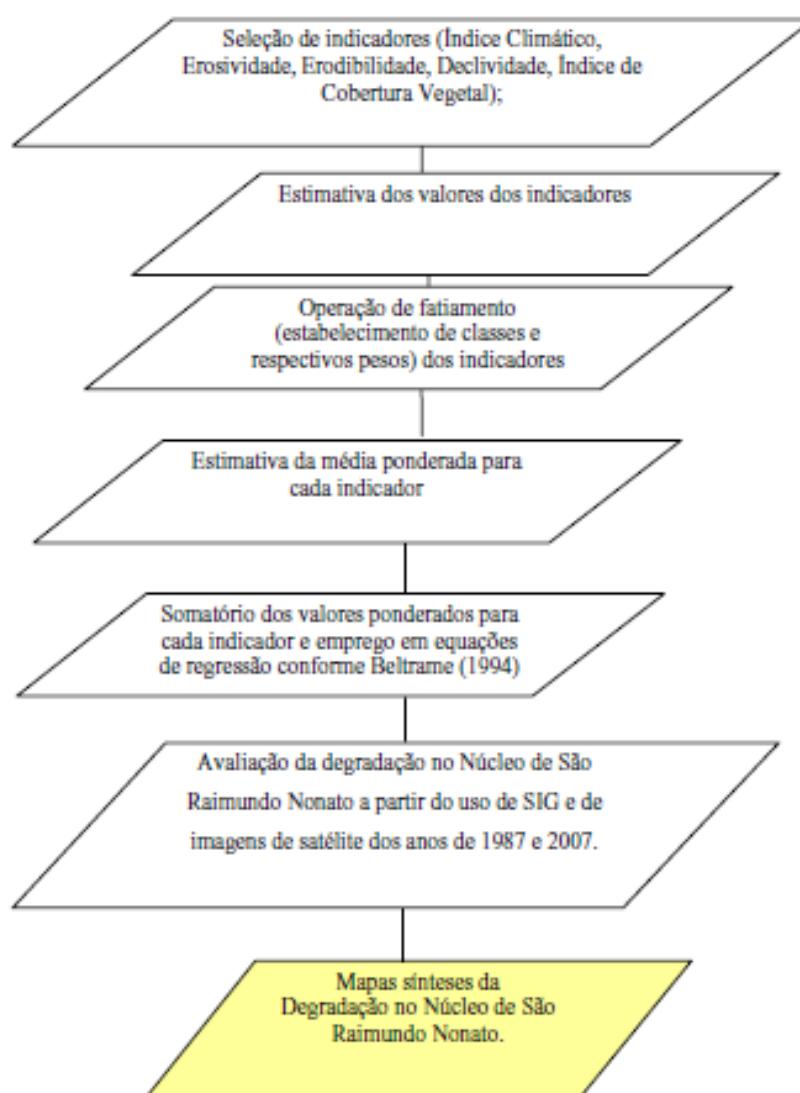 Seleção de indicadores (Índice Climático,
Erosividade, Erodibilidade, Declividade, Índice de
Cobertura Vegetal);
Estimativa dos valores dos indicadores
Operação de fatiamento
(estabelecimento de classes e
respectivos pesos) dos indicadores
Estimativa da média ponderada para
cada indicador
Somatório dos valores ponderados para
cada indicador e emprego em equações
de regressão conforme Beltrame (1994)
Avaliação da degradação no Núcleo de São
Raimundo Nonato a partir do uso de SIG e de
imagens de satélite dos anos de 1987 e 2007.
Mapas sínteses da
Degradação no Núcleo de São
Raimundo Nonato.